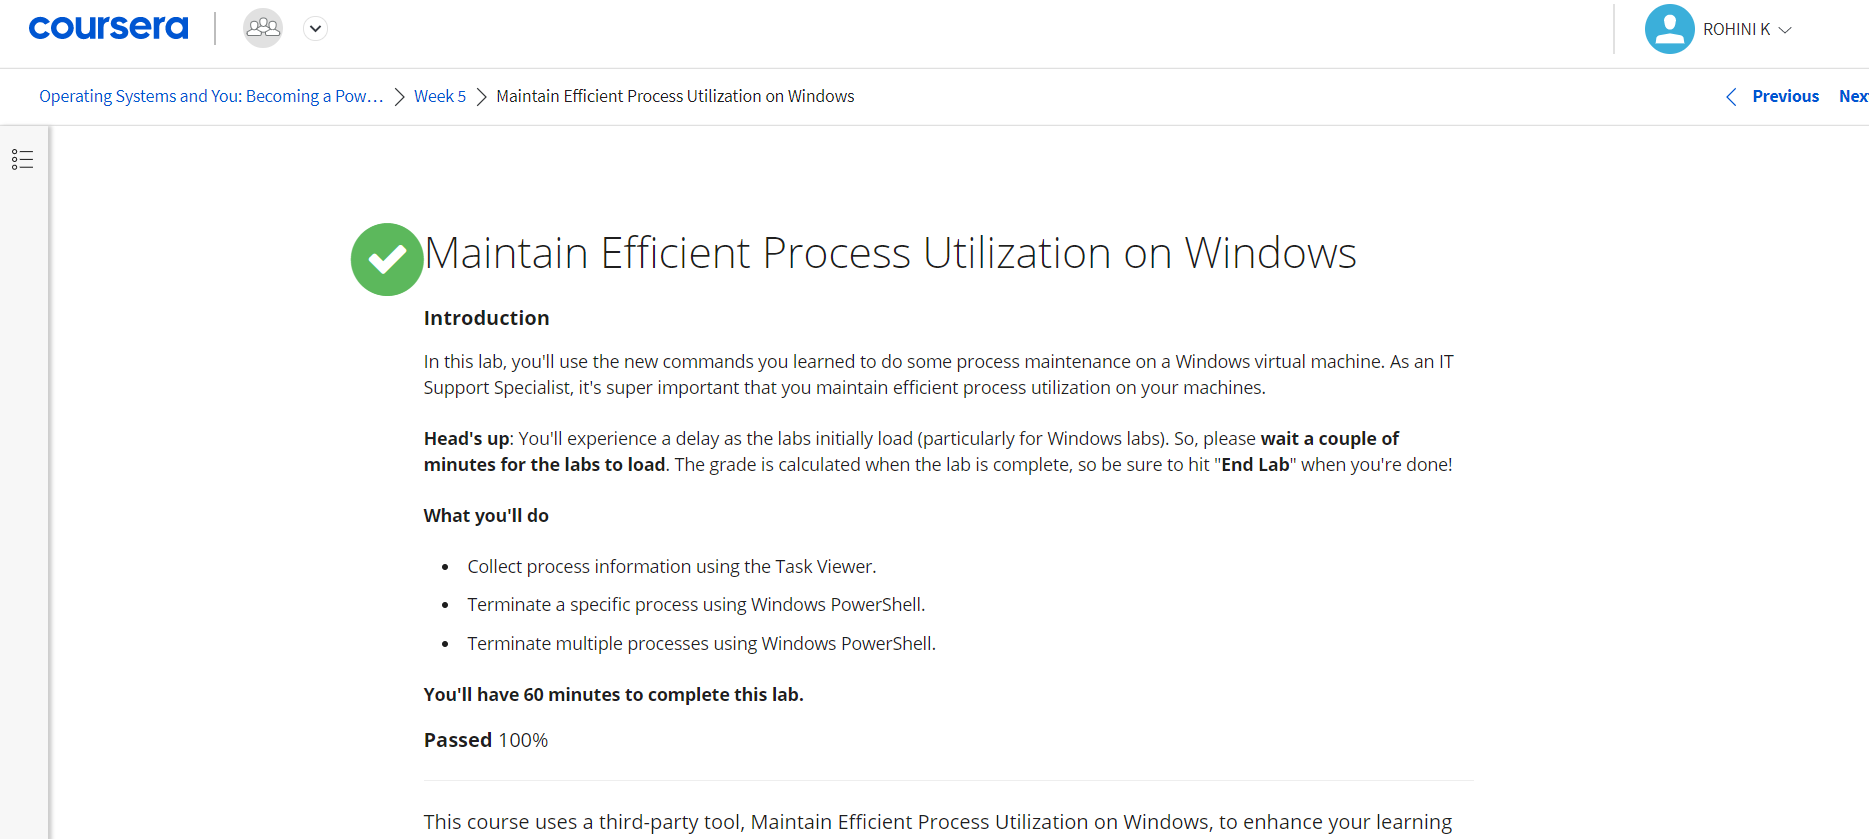 coursera
ROHINI K
Operating Systems and You: Becoming a Pow... > Week 5 > Maintain Efficient Process Utilization on Windows
Previous
Maintain Efficient Process Utilization on Windows
Introduction
In this lab, you'll use the new commands you learned to do some process maintenance on a Windows virtual machine. As an IT
Support Specialist, it's super important that you maintain efficient process utilization on your machines.
Head's up: You'll experience a delay as the labs initially load (particularly for Windows labs). So, please wait a couple of
minutes for the labs to load. The grade is calculated when the lab is complete, so be sure to hit "End Lab" when you're done!
What you'll do
• Collect process information using the Task Viewer.
• Terminate a specific process using Windows PowerShell.
• Terminate multiple processes using Windows PowerShell.
You'll have 60 minutes to complete this lab.
Passed 100%
This course uses a third-party tool, Maintain Efficient Process Utilization on Windows, to enhance your learning